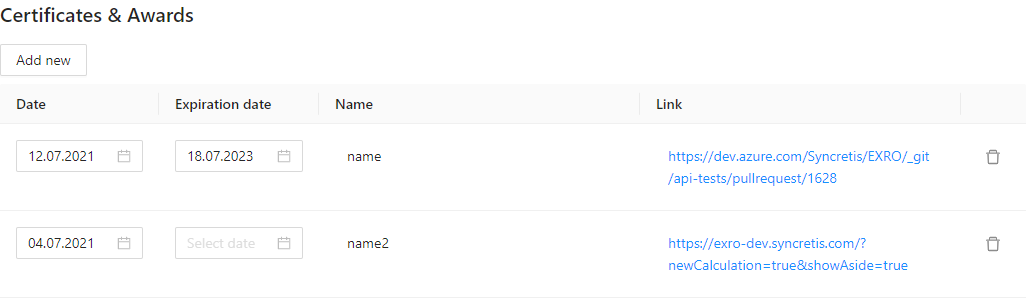 Certificates & Awards
Add new
Date Expiration date Name Link
12.07.2021 18.07.2023 name https://dev.azure.com/Syncretis/EXRO/_git
/api-tests/pullrequest/1628
04.07.2021 Select date name2 https://exro-dev.syncretis.com/?
newCalculation=true&showAside=true